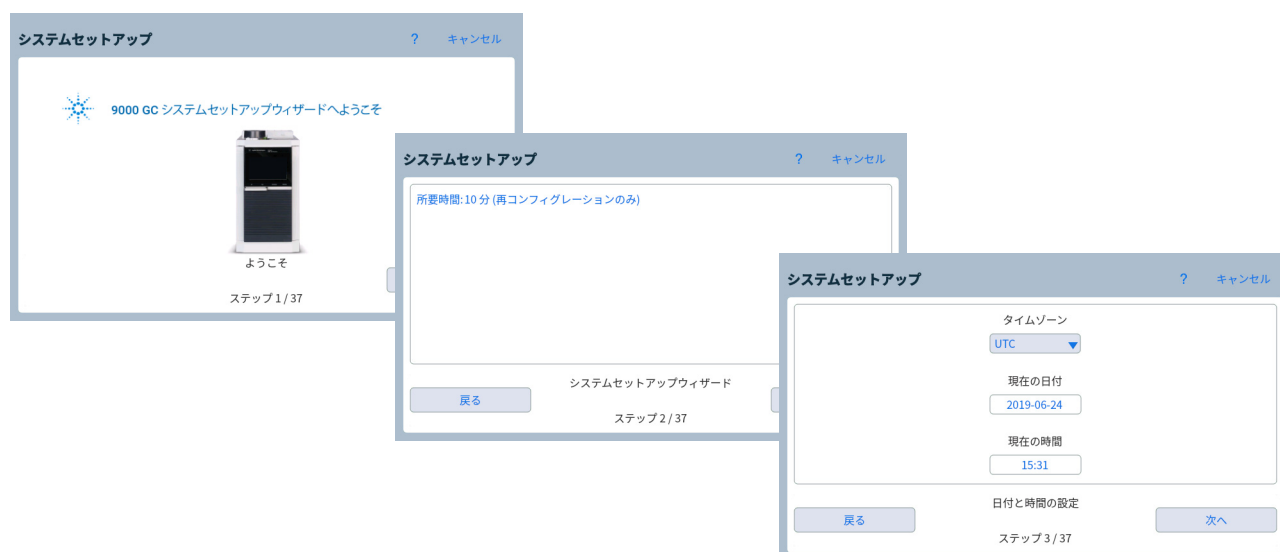 システムセットアップ
? キャンセル
9000 GC システムセットアップウィザードへようこそ
ようこそ
ステップ 1 / 37
システムセットアップ
? キャンセル
所要時間: 10 分 (再コンフィグレーションのみ)
システムセットアップウィザード
戻る
ステップ 2 / 37
システムセットアップ
? キャンセル
タイムゾーン
UTC
現在の日付
2019-06-24
現在の時間
15:31
日付と時間の設定
戻る
次へ
ステップ 3 / 37